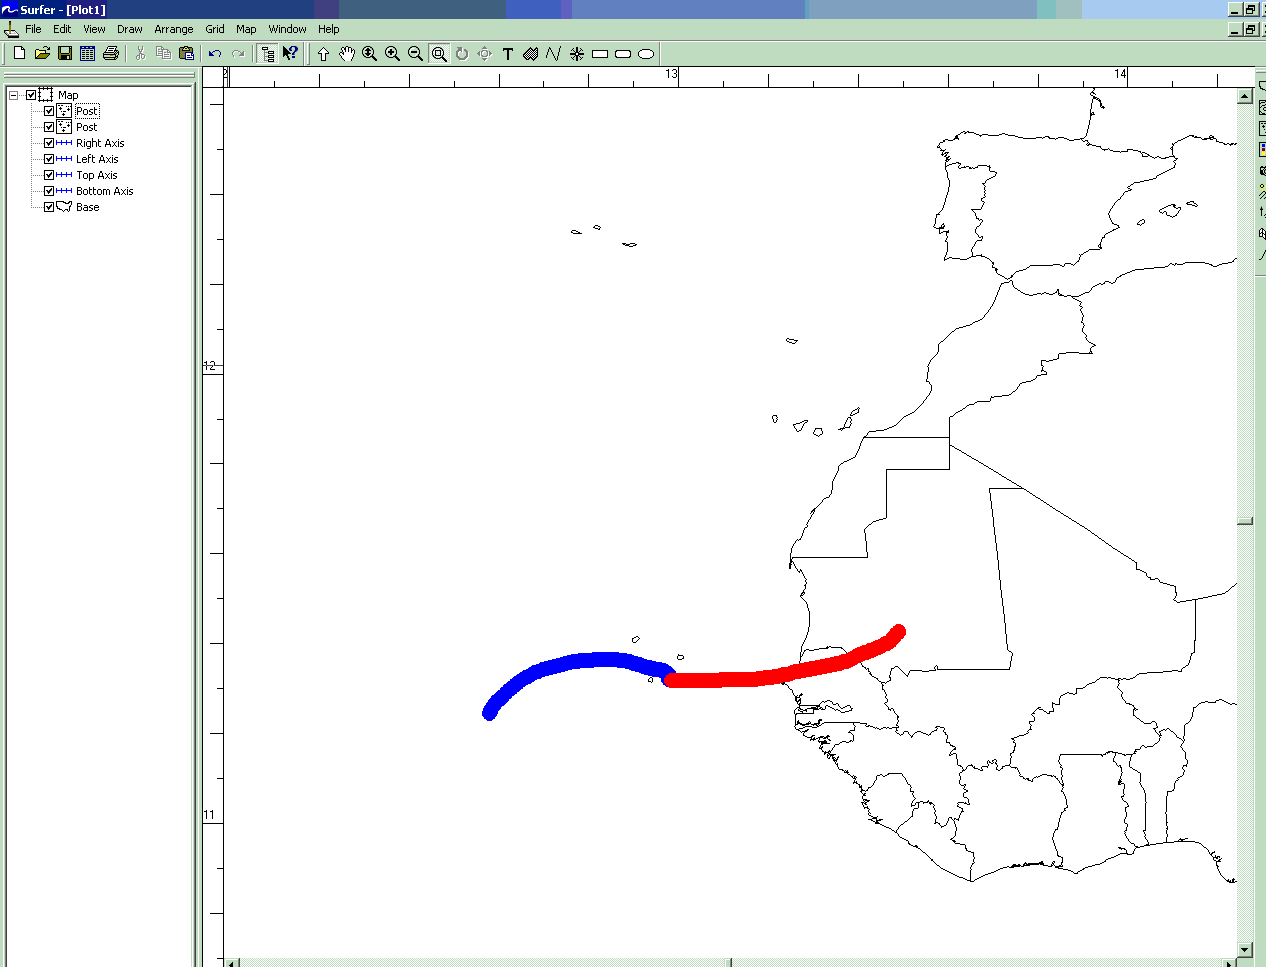 Surfer - [Plot1]
File Edit View Draw Arrange Grid Map Window Help
Map
Post
Post
Right Axis
Left Axis
Top Axis
Bottom Axis
Base
2 13 14
12
11